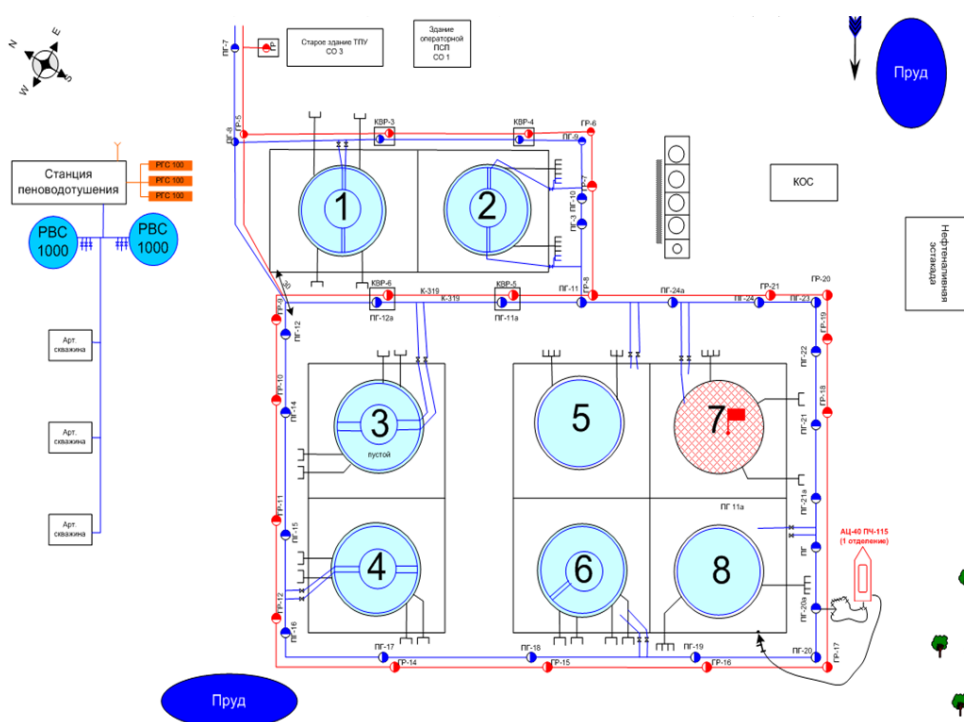 N
E
W
S
ПГ-7
ГР
Старое здание ТПУ
СО 3
Здание
операторной
ПСП
СО 1
Пруд
ГР-5
ПГ-8
КВР-3
КВР-4
ГР-6
ПГ-9
Станция
пеноводотушения
РГС 100
РГС 100
РГС 100
КОС
1
2
ГР-7
ПГ-10
ПГ-3
РВС
1000
РВС
1000
Нефтеналивная
эстакада
30
ГР-8
КВР-6
К-319
К-319
КВР-5
ПГ-11
ПГ-24а
ГР-21
ПГ-24
ГР-20
ПГ-23
ГР-9
ПГ-12
ПГ-12а
ПГ-11а
ГР-19
ПГ-22
Арт.
скважина
ГР-10
ПГ-14
3
пустой
5
7
ГР-18
ПГ-21
Арт.
скважина
ГР-11
ПГ-15
ПГ 11а
ПГ-21а
Арт.
скважина
АЦ-40 ПЧ-115
(1 отделение)
ПГ
4
6
8
ГР-12
ПГ-16
ПГ-20а
ПГ-17
ПГ-18
ПГ-19
ПГ-20
ГР-17
ГР-14
ГР-15
ГР-16
Пруд